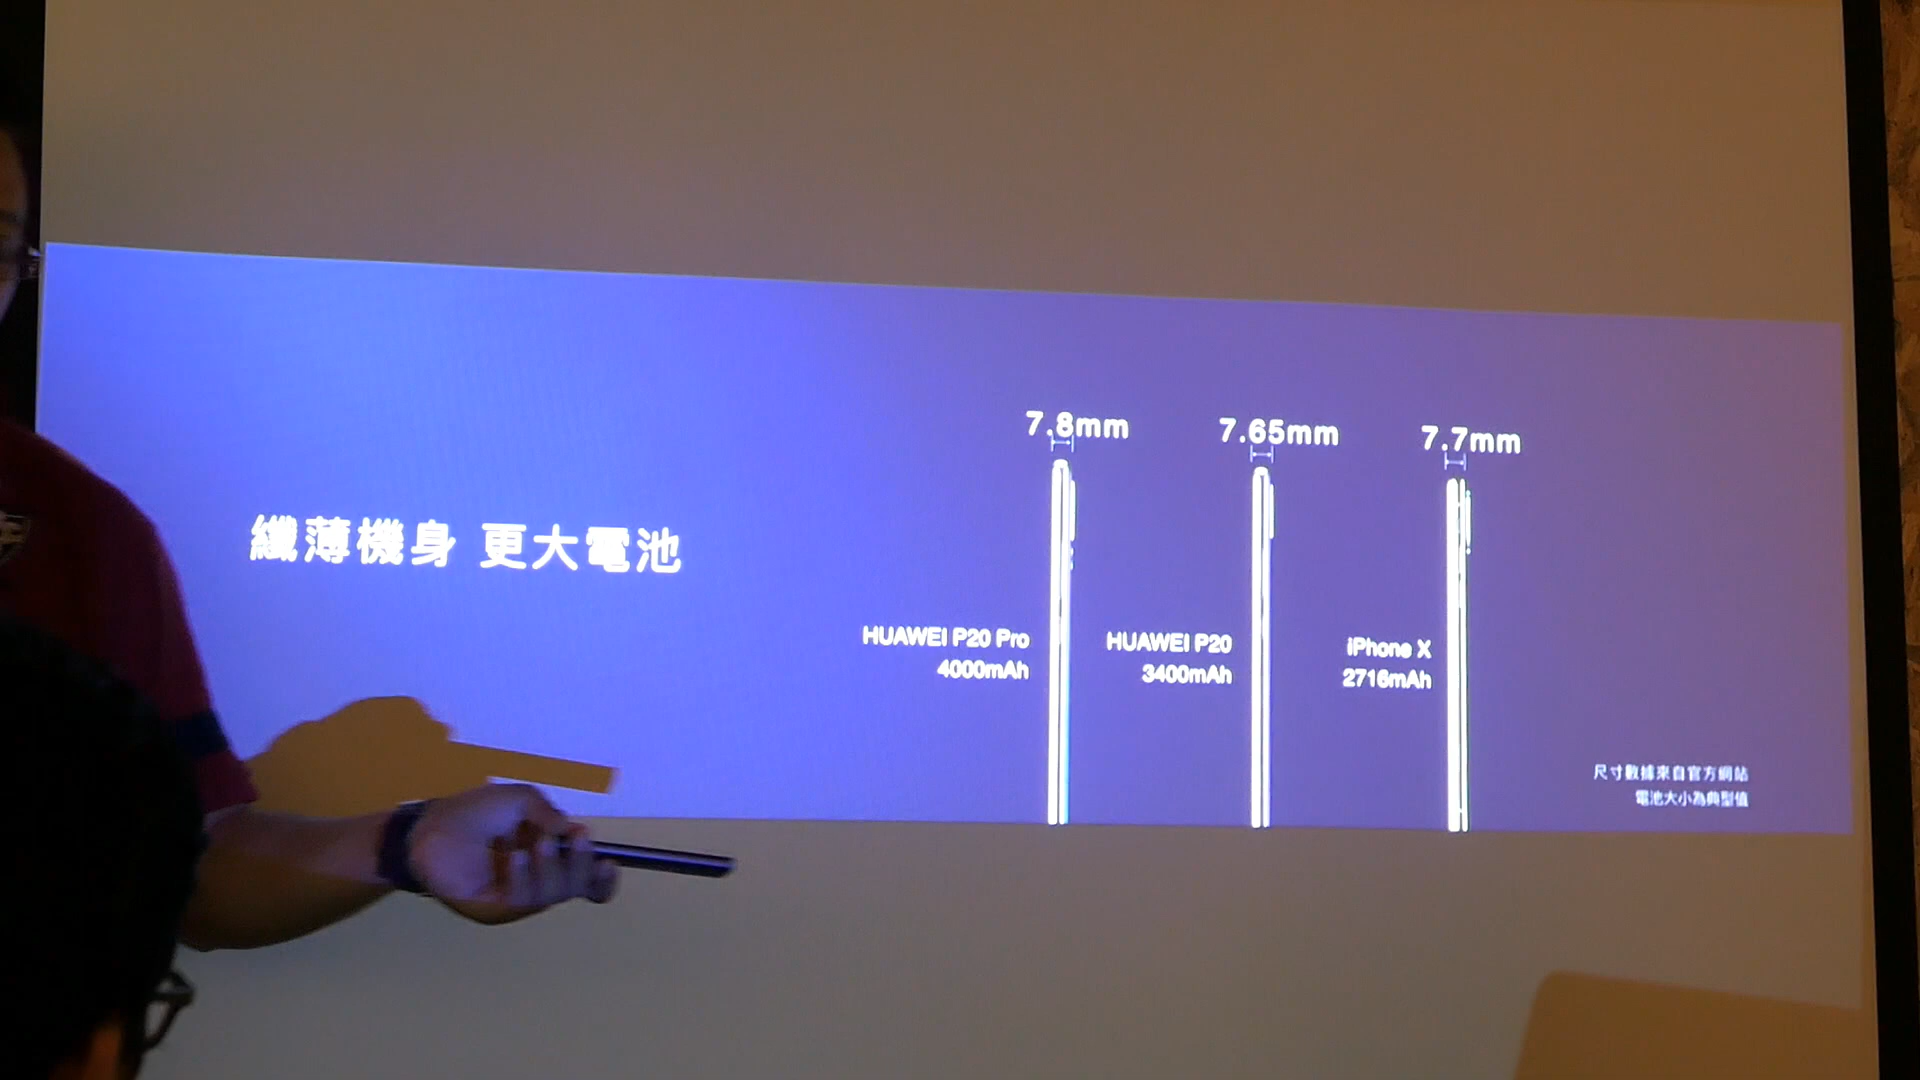 7.8mm
7.65mm
7.7mm
纖薄機身 更大電池
HUAWEI P20 Pro
4000mAh
HUAWEI P20
3400mAh
iPhone X
2716mAh
尺寸數據來自官方網站
電池大小為典型值